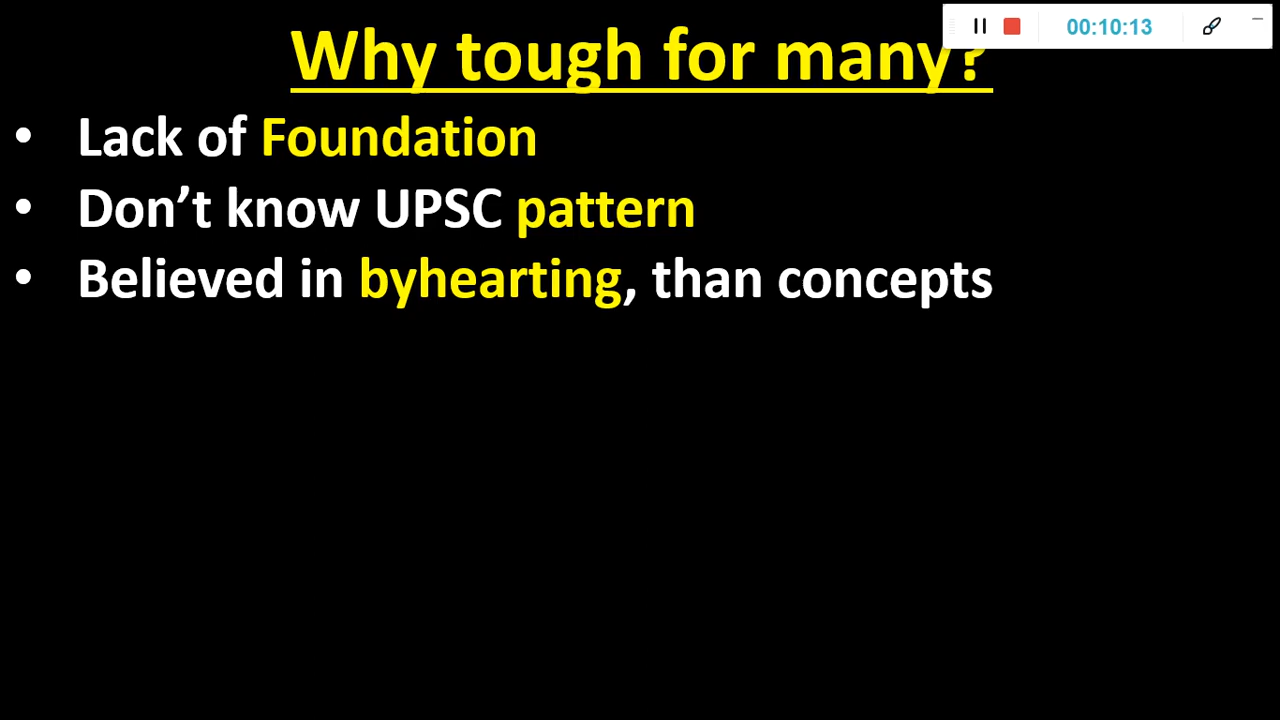 Why tough for many?
00:10:13
• Lack of Foundation
• Don’t know UPSC pattern
• Believed in byhearting, than concepts